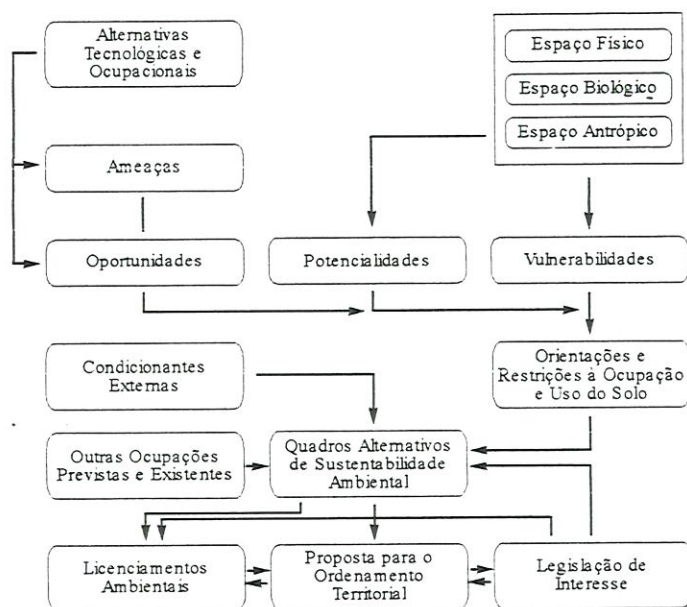 Alternativas
Tecnológicas e
Ocupacionais
Espaço Físico
Espaço Biológico
Espaço Antrópico
Ameaças
Oportunidades
Potencialidades
Vulnerabilidades
Condicionantes
Externas
Orientações e
Restrições à Ocupação
e Uso do Solo
Outras Ocupações
Previstas e Existentes
Quadros Alternativos
de Sustentabilidade
Ambiental
Licenciamentos
Ambientais
Proposta para o
Ordenamento
Territorial
Legislação de
Interesse